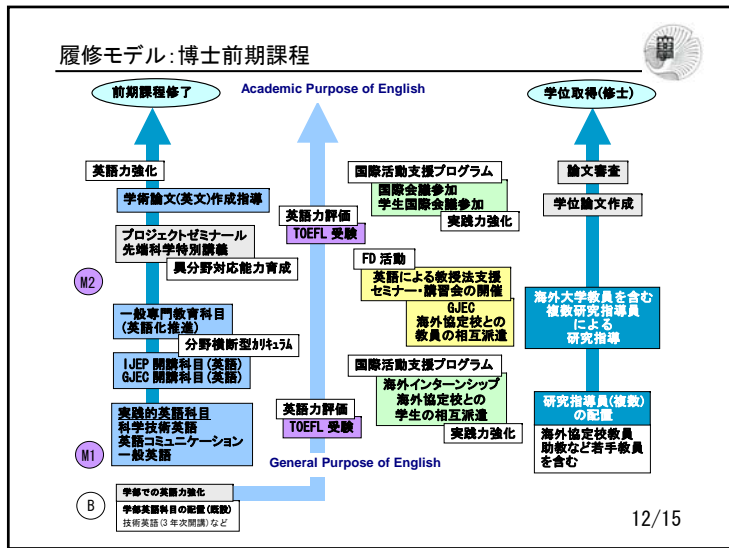 履修モデル:博士前期課程
前期課程修了
Academic Purpose of English
学位取得(修士)
英語力強化
学術論文(英文)作成指導
プロジェクトゼミナール
先端科学特別講義
異分野対応能力育成
M2
一般専門教育科目
(英語化推進)
分野横断型カリキュラム
IJEP 開講科目(英語)
GJEC 開講科目(英語)
実践的英語科目
科学技術英語
英語コミュニケーション
一般英語
M1
B
学部での英語力強化
学部英語科目の配置(既設)
技術英語(3年次開講)など
英語力評価
TOEFL 受験
英語力評価
TOEFL 受験
General Purpose of English
国際活動支援プログラム
国際会議参加
学生国際会議参加
実践力強化
FD 活動
英語による教授法支援
セミナー・講習会の開催
GJEC
海外協定校との
教員の相互派遣
国際活動支援プログラム
海外インターンシップ
海外協定校との
学生の相互派遣
実践力強化
論文審査
学位論文作成
海外大学教員を含む
複数研究指導員
による
研究指導
研究指導員(複数)
の配置
海外協定校教員
助教など若手教員
を含む
12/15